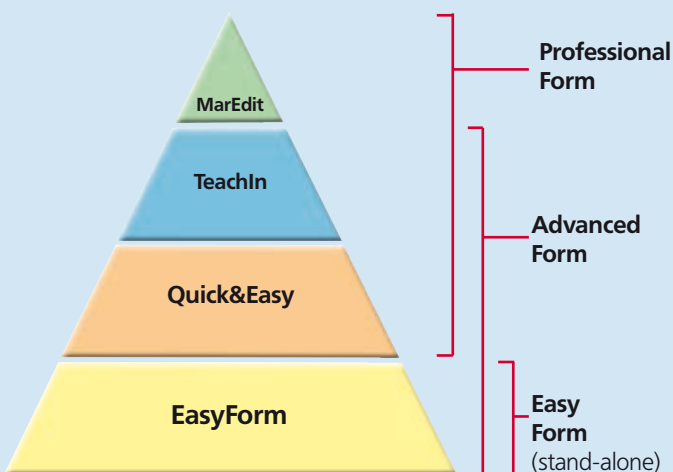 MarEdit
TeachIn
Quick&Easy
EasyForm
Professional
Form
Advanced
Form
Easy
Form
(stand-alone)